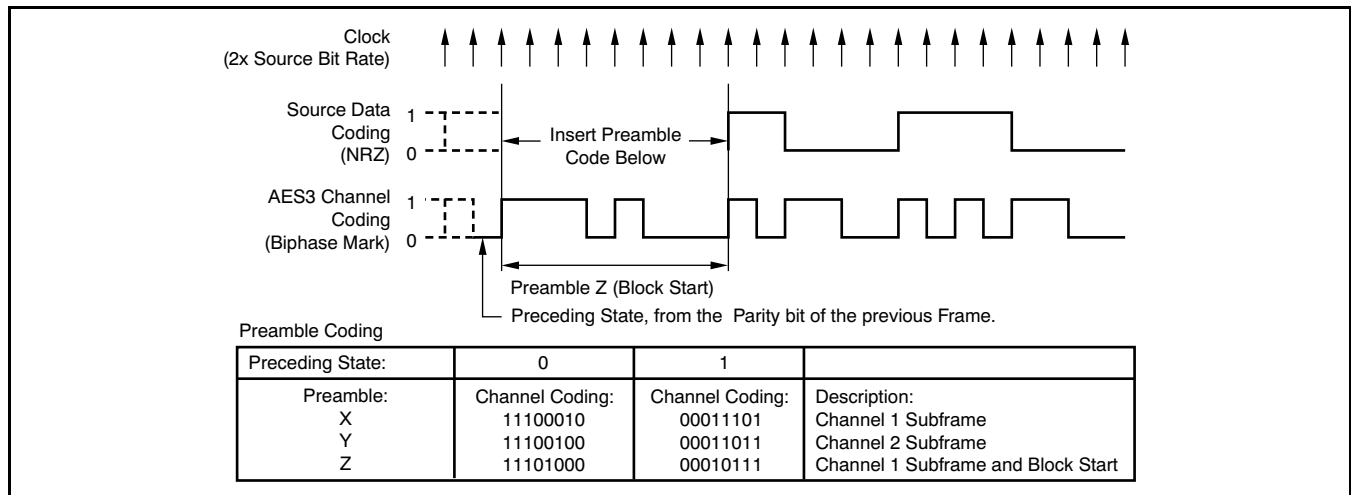 Clock
(2x Source Bit Rate)
Source Data
Coding
(NRZ)
1
0
Insert Preamble
Code Below
AES3 Channel
Coding
(Biphase Mark)
1
0
Preamble Z (Block Start)
Preceding State, from the Parity bit of the previous Frame.
Preamble Coding
Preceding State: 0 1
Preamble: Channel Coding: Channel Coding: Description:
X 11100010 00011101 Channel 1 Subframe
Y 11100100 00011011 Channel 2 Subframe
Z 11101000 00010111 Channel 1 Subframe and Block Start